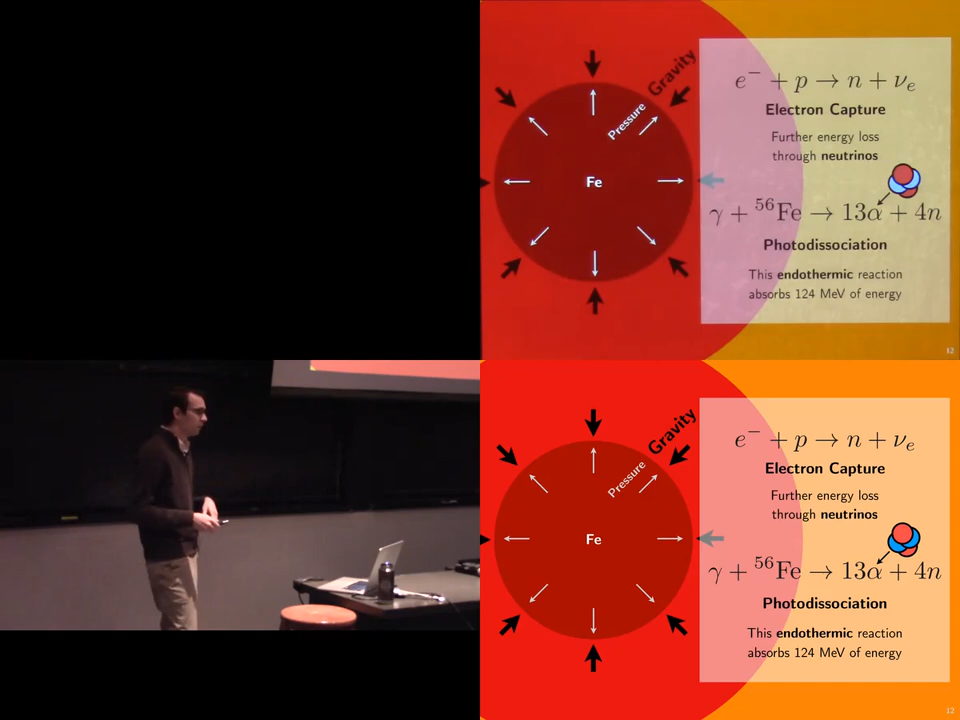 Gravity
Pressure
Fe
e⁻ + p → n + νₑ
Electron Capture
Further energy loss
through neutrinos
γ + ⁵⁶Fe → 13α + 4n
Photodissociation
This endothermic reaction
absorbs 124 MeV of energy
12
Gravity
Pressure
Fe
e⁻ + p → n + νₑ
Electron Capture
Further energy loss
through neutrinos
γ + ⁵⁶Fe → 13α + 4n
Photodissociation
This endothermic reaction
absorbs 124 MeV of energy
12